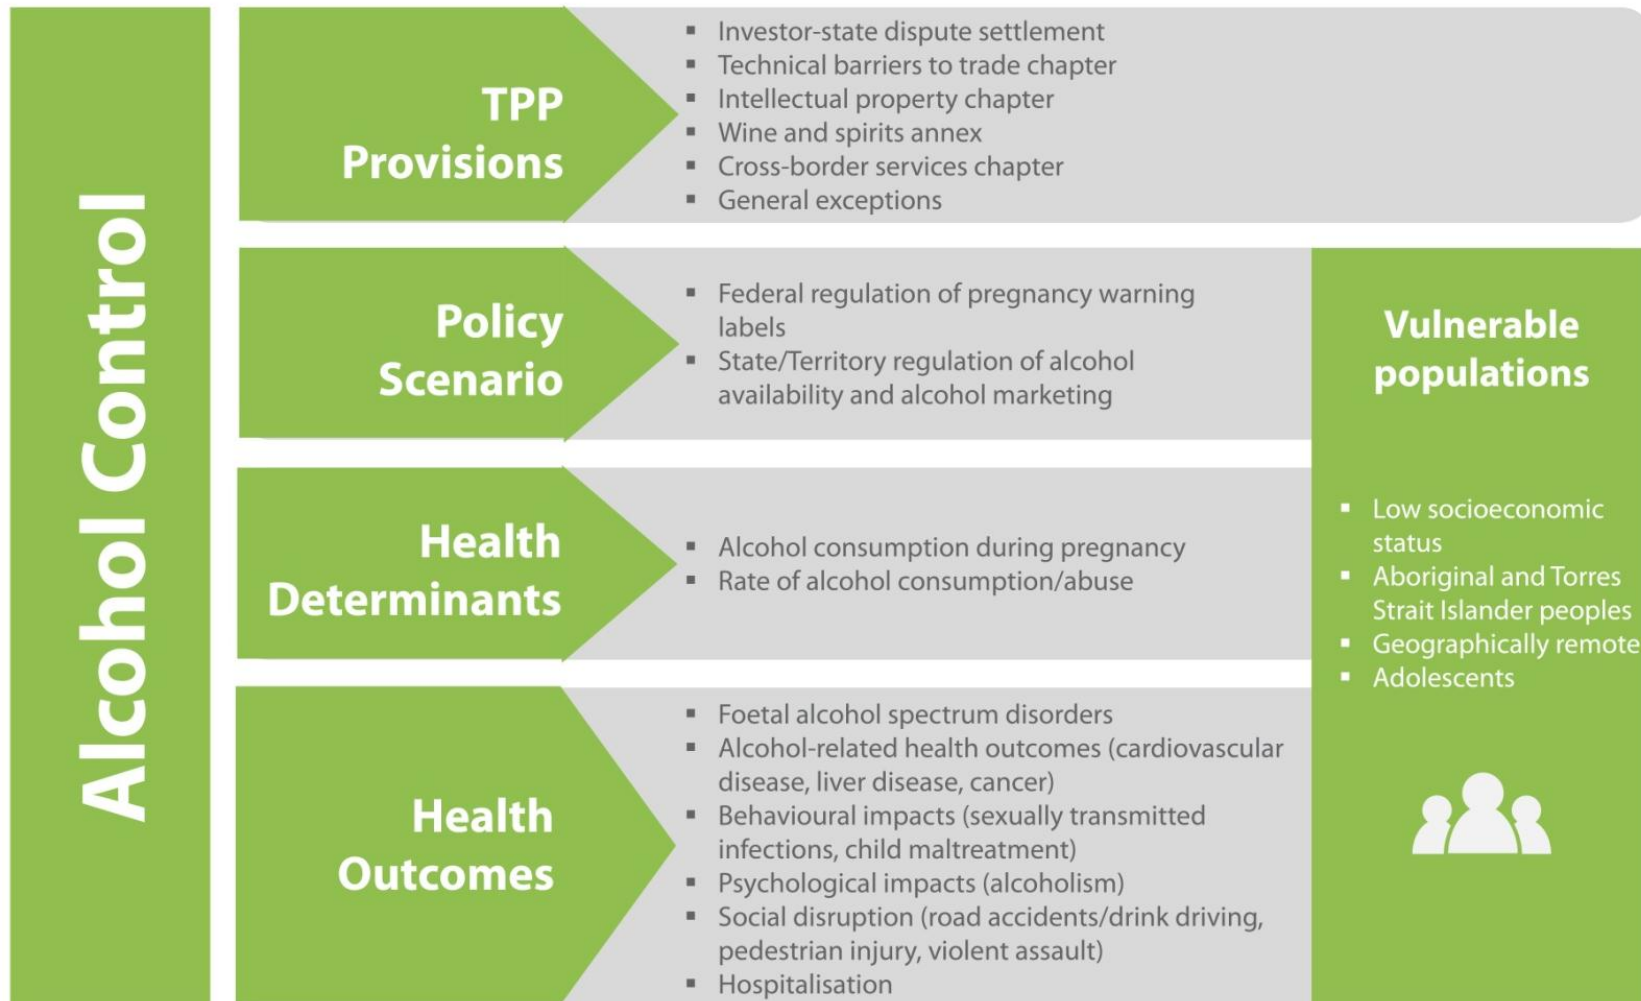 Alcohol Control
TPP
Provisions
▪ Investor-state dispute settlement
▪ Technical barriers to trade chapter
▪ Intellectual property chapter
▪ Wine and spirits annex
▪ Cross-border services chapter
▪ General exceptions
Policy
Scenario
▪ Federal regulation of pregnancy warning
labels
▪ State/Territory regulation of alcohol
availability and alcohol marketing
Health
Determinants
▪ Alcohol consumption during pregnancy
▪ Rate of alcohol consumption/abuse
Health
Outcomes
▪ Foetal alcohol spectrum disorders
▪ Alcohol-related health outcomes (cardiovascular
disease, liver disease, cancer)
▪ Behavioural impacts (sexually transmitted
infections, child maltreatment)
▪ Psychological impacts (alcoholism)
▪ Social disruption (road accidents/drink driving,
pedestrian injury, violent assault)
▪ Hospitalisation
Vulnerable
populations
▪ Low socioeconomic
status
▪ Aboriginal and Torres
Strait Islander peoples
▪ Geographically remote
▪ Adolescents